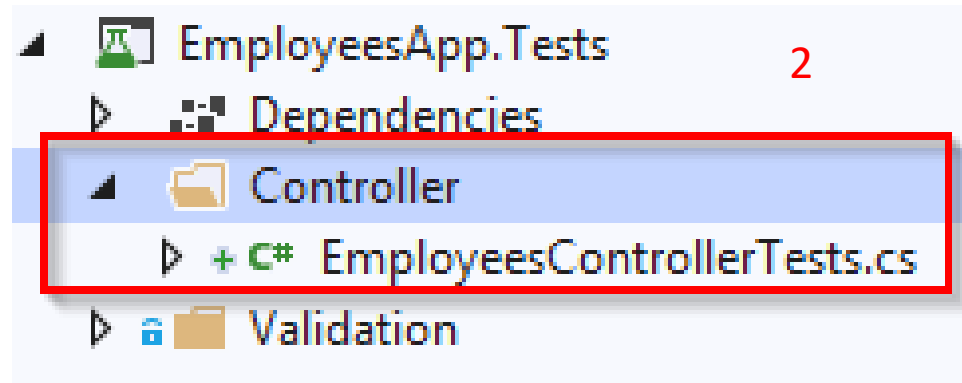 EmployeesApp.Tests
2
Dependencies
Controller
+ C# EmployeesControllerTests.cs
Validation